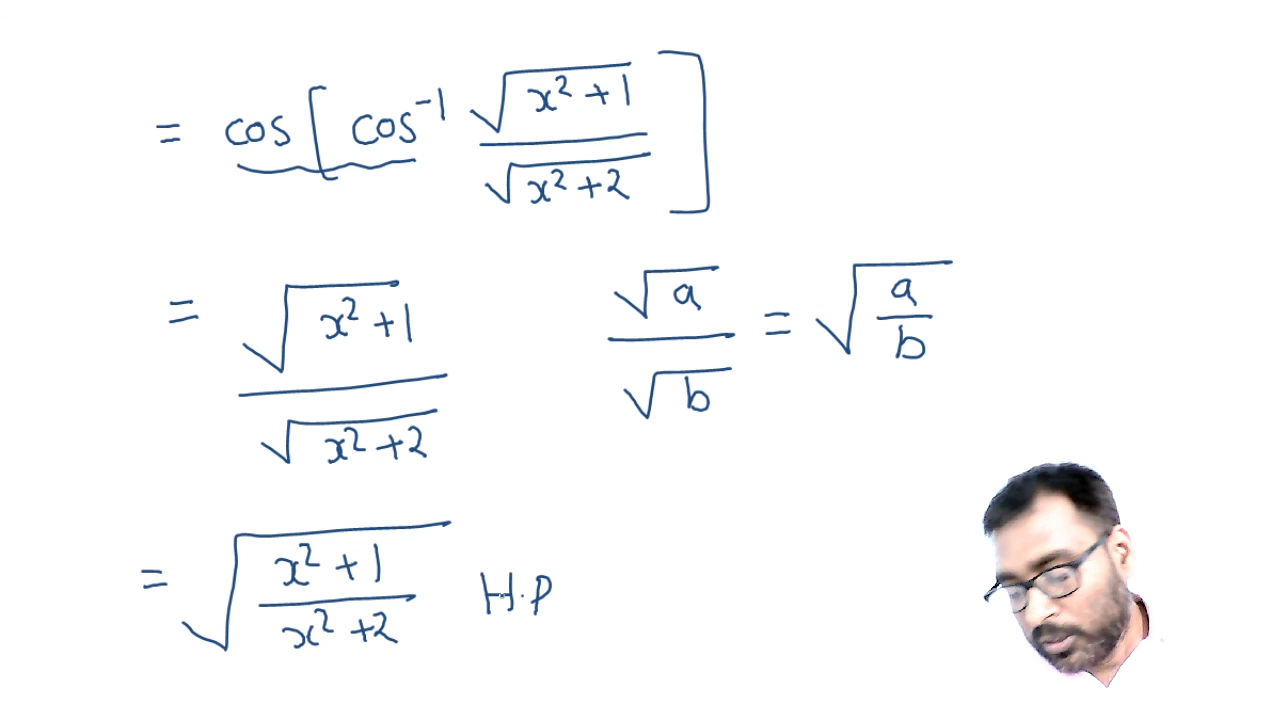 = cos [ cos⁻¹ √(x² + 1) / √(x² + 2) ]
= √(x² + 1) / √(x² + 2)    √a / √b = √(a / b)
= √((x² + 1) / (x² + 2))    H.P